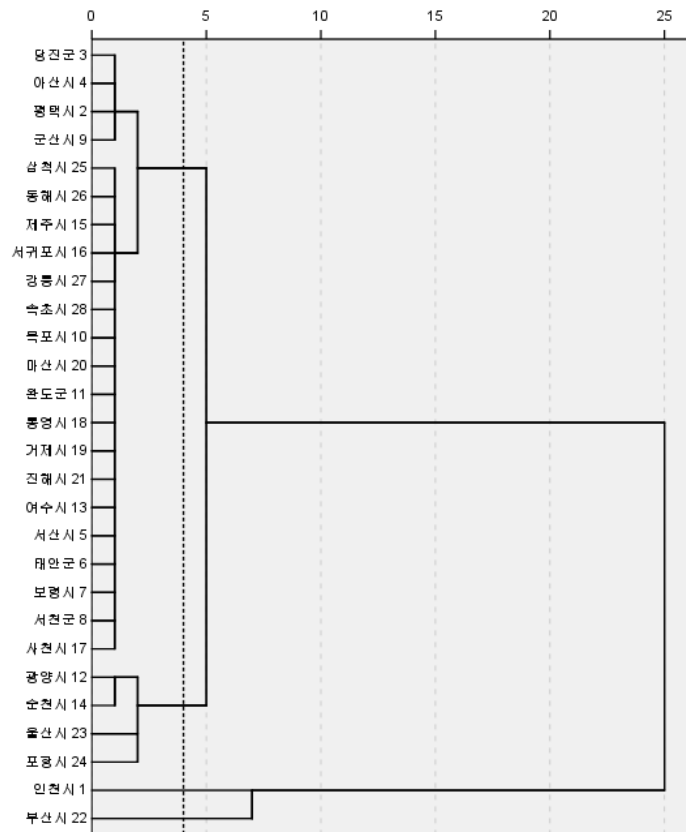 0 5 10 15 20 25
당진군 3
아산시 4
평택시 2
군산시 9
삼척시 25
동해시 26
제주시 15
서귀포시 16
강릉시 27
속초시 28
목포시 10
마산시 20
완도군 11
통영시 18
거제시 19
진해시 21
여수시 13
서산시 5
태안군 6
보령시 7
서천군 8
사천시 17
광양시 12
순천시 14
울산시 23
포항시 24
인천시 1
부산시 22